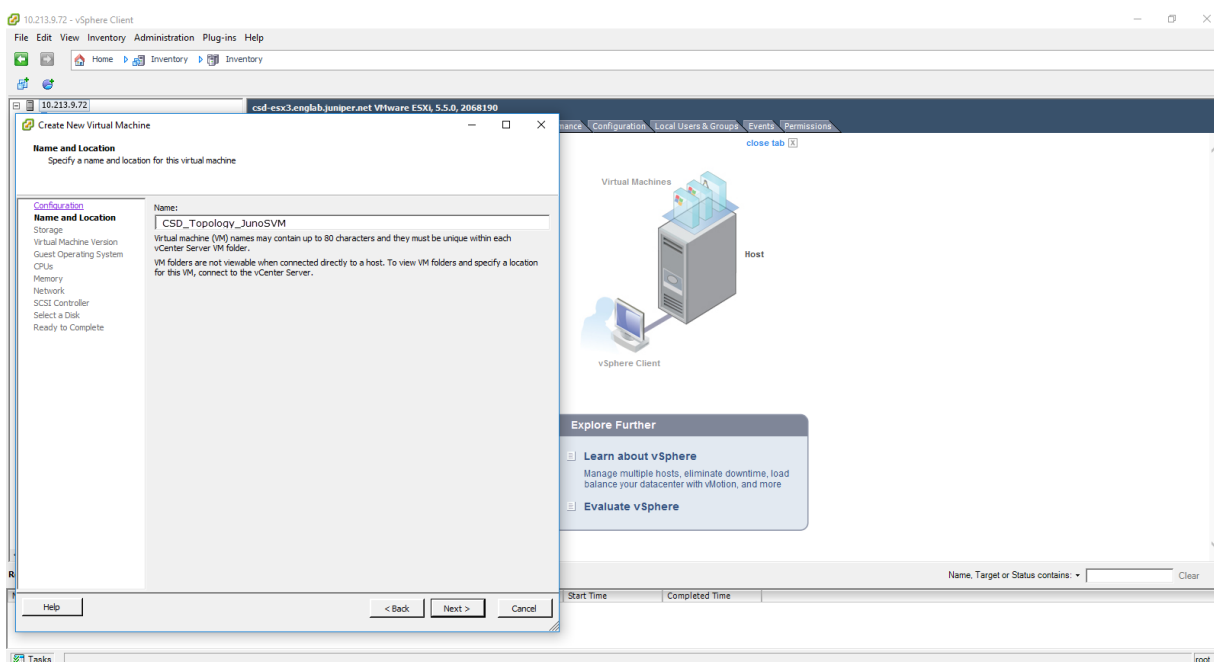 10.213.9.72 - vSphere Client
File Edit View Inventory Administration Plug-ins Help
Home Inventory Inventory
10.213.9.72
csd-esx3.englab.juniper.net VMware ESXi, 5.5.0, 2068190
Create New Virtual Machine
Configuration Local Users & Groups Events Permissions
close tab X
Name and Location
Specify a name and location for this virtual machine
Configuration
Name and Location
Storage
Virtual Machine Version
Guest Operating System
CPUs
Memory
Network
SCSI Controller
Select a Disk
Ready to Complete
Name:
CSD_Topology_JunoSVM
Virtual machine (VM) names may contain up to 80 characters and they must be unique within each
vCenter Server VM folder.
VM folders are not viewable when connected directly to a host. To view VM folders and specify a location
for this VM, connect to the vCenter Server.
Help
< Back
Next >
Cancel
Virtual Machines
Host
vSphere Client
Explore Further
Learn about vSphere
Manage multiple hosts, eliminate downtime, load
balance your datacenter with vMotion, and more
Evaluate vSphere
Name, Target or Status contains:
Clear
Start Time Completed Time
Tasks
root